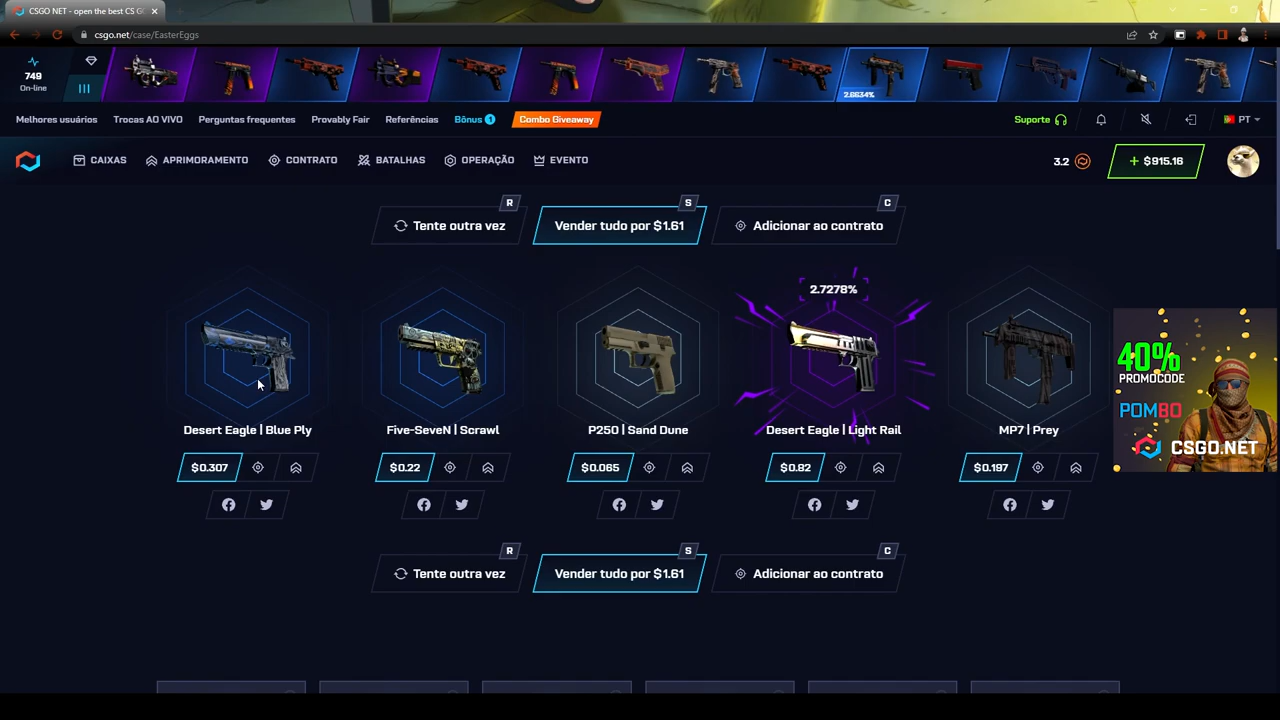 CSGO NET - open the best CS G
csgo.net/case/EasterEggs
749
On-line
2.6634%
Melhores usuários Trocas AO VIVO Perguntas frequentes Provably Fair Referências Bônus 1 Combo Giveaway Suporte PT
CAIXAS APRIMORAMENTO CONTRATO BATALHAS OPERAÇÃO EVENTO 3.2 + $915.16
R S C
Tente outra vez Vender tudo por $1.61 Adicionar ao contrato
2.7278%
40%
PROMOCODE
POMBO
CSGO.NET
Desert Eagle | Blue Ply Five-SeveN | Scrawl P250 | Sand Dune Desert Eagle | Light Rail MP7 | Prey
$0.307 $0.22 $0.065 $0.82 $0.197
R S C
Tente outra vez Vender tudo por $1.61 Adicionar ao contrato